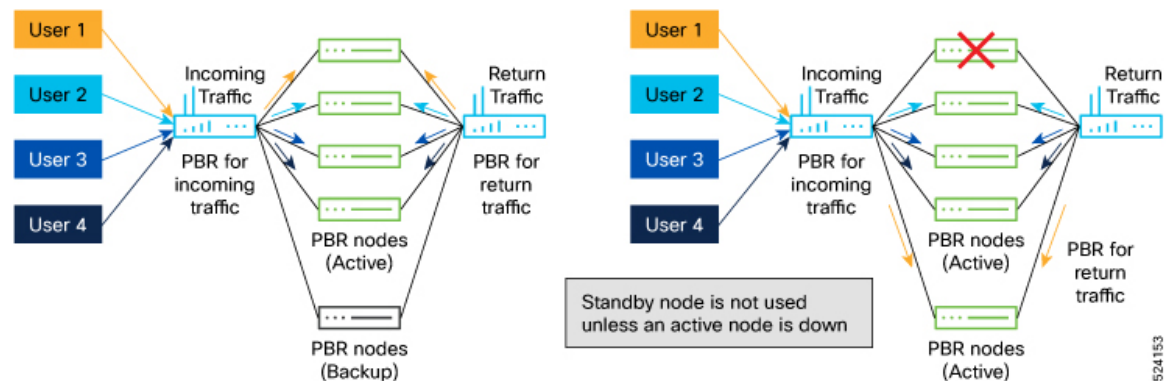 User 1
User 2
User 3
User 4
Incoming
Traffic
PBR for
incoming
traffic
Return
Traffic
PBR for
return
traffic
PBR nodes
(Active)
PBR nodes
(Backup)
User 1
User 2
User 3
User 4
Incoming
Traffic
PBR for
incoming
traffic
Return
Traffic
PBR nodes
(Active)
PBR for
return
traffic
Standby node is not used
unless an active node is down
PBR nodes
(Active)
524153